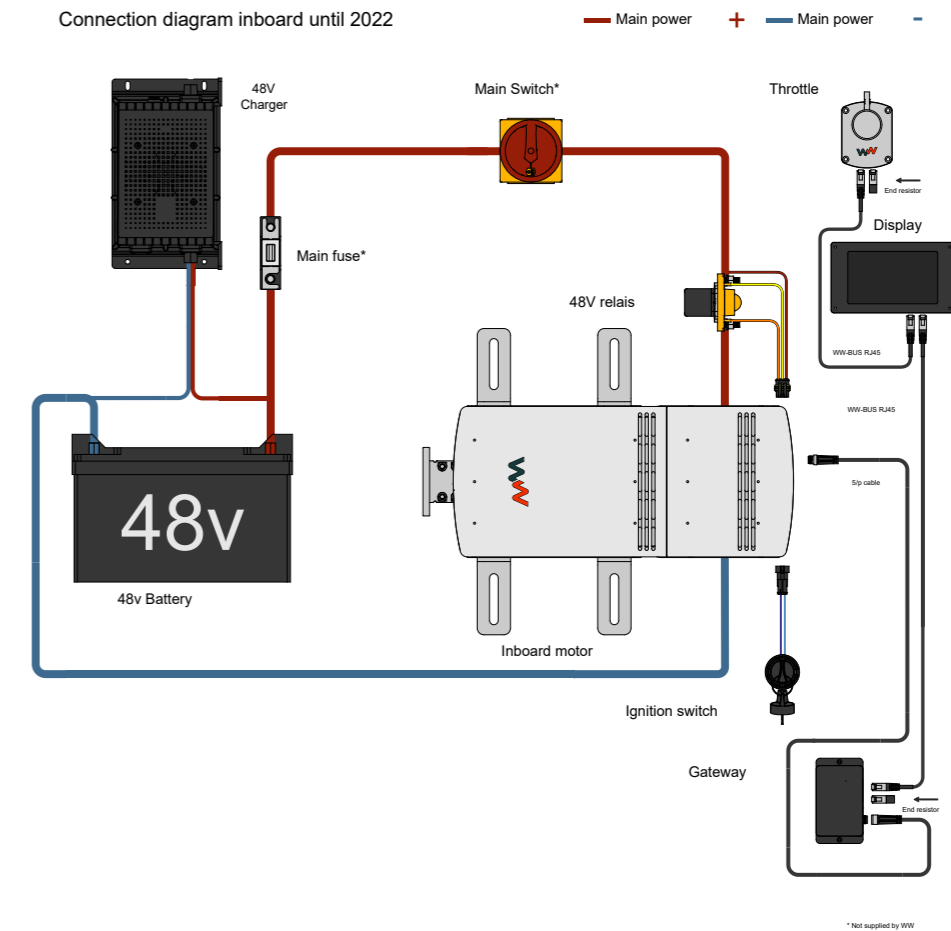 Connection diagram inboard until 2022
Main power +
Main power -
48V
Charger
Main Switch*
Throttle
End resistor
Display
Main fuse*
48V relais
WW-BUS RJ45
WW-BUS RJ45
5/p cable
48v
48v Battery
Inboard motor
Ignition switch
Gateway
End resistor
* Not supplied by WW